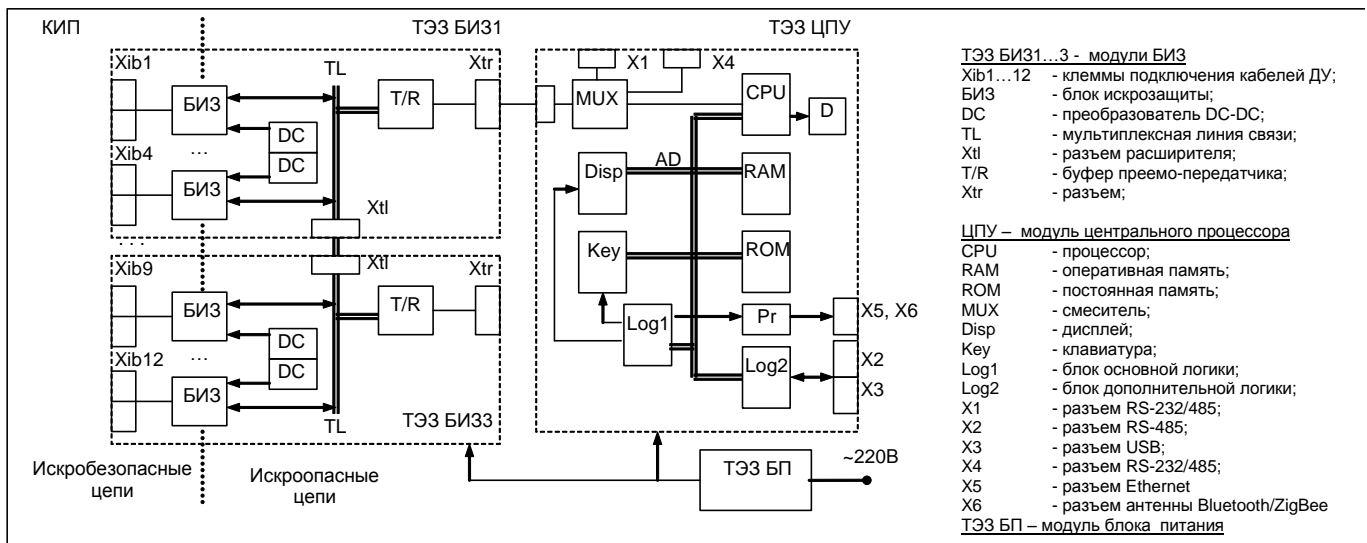 КИП
ТЭЗ БИЗ1
ТЭЗ ЦПУ
Xib1
TL
Xtr
X1
X4
БИЗ
T/R
MUX
CPU
D
DC
DC
...
Xib4
БИЗ
AD
Disp
RAM
Xtl
. . .
Xtl
Xib9
Xtr
Key
ROM
БИЗ
T/R
Log1
Pr
X5, X6
DC
DC
...
Xib12
БИЗ
Log2
X2
X3
TL
ТЭЗ БИЗ3
Искробезопасные
цепи
Искроопасные
цепи
ТЭЗ БП
~220В
ТЭЗ БИЗ1...3 - модули БИЗ
Xib1...12 - клеммы подключения кабелей ДУ;
БИЗ - блок искрозащиты;
DC - преобразователь DC-DC;
TL - мультиплексная линия связи;
Xtl - разъем расширителя;
T/R - буфер преемо-передатчика;
Xtr - разъем;
ЦПУ – модуль центрального процессора
CPU - процессор;
RAM - оперативная память;
ROM - постоянная память;
MUX - смеситель;
Disp - дисплей;
Key - клавиатура;
Log1 - блок основной логики;
Log2 - блок дополнительной логики;
X1 - разъем RS-232/485;
X2 - разъем RS-485;
X3 - разъем USB;
X4 - разъем RS-232/485;
X5 - разъем Ethernet
X6 - разъем антенны Bluetooth/ZigBee
ТЭЗ БП – модуль блока питания